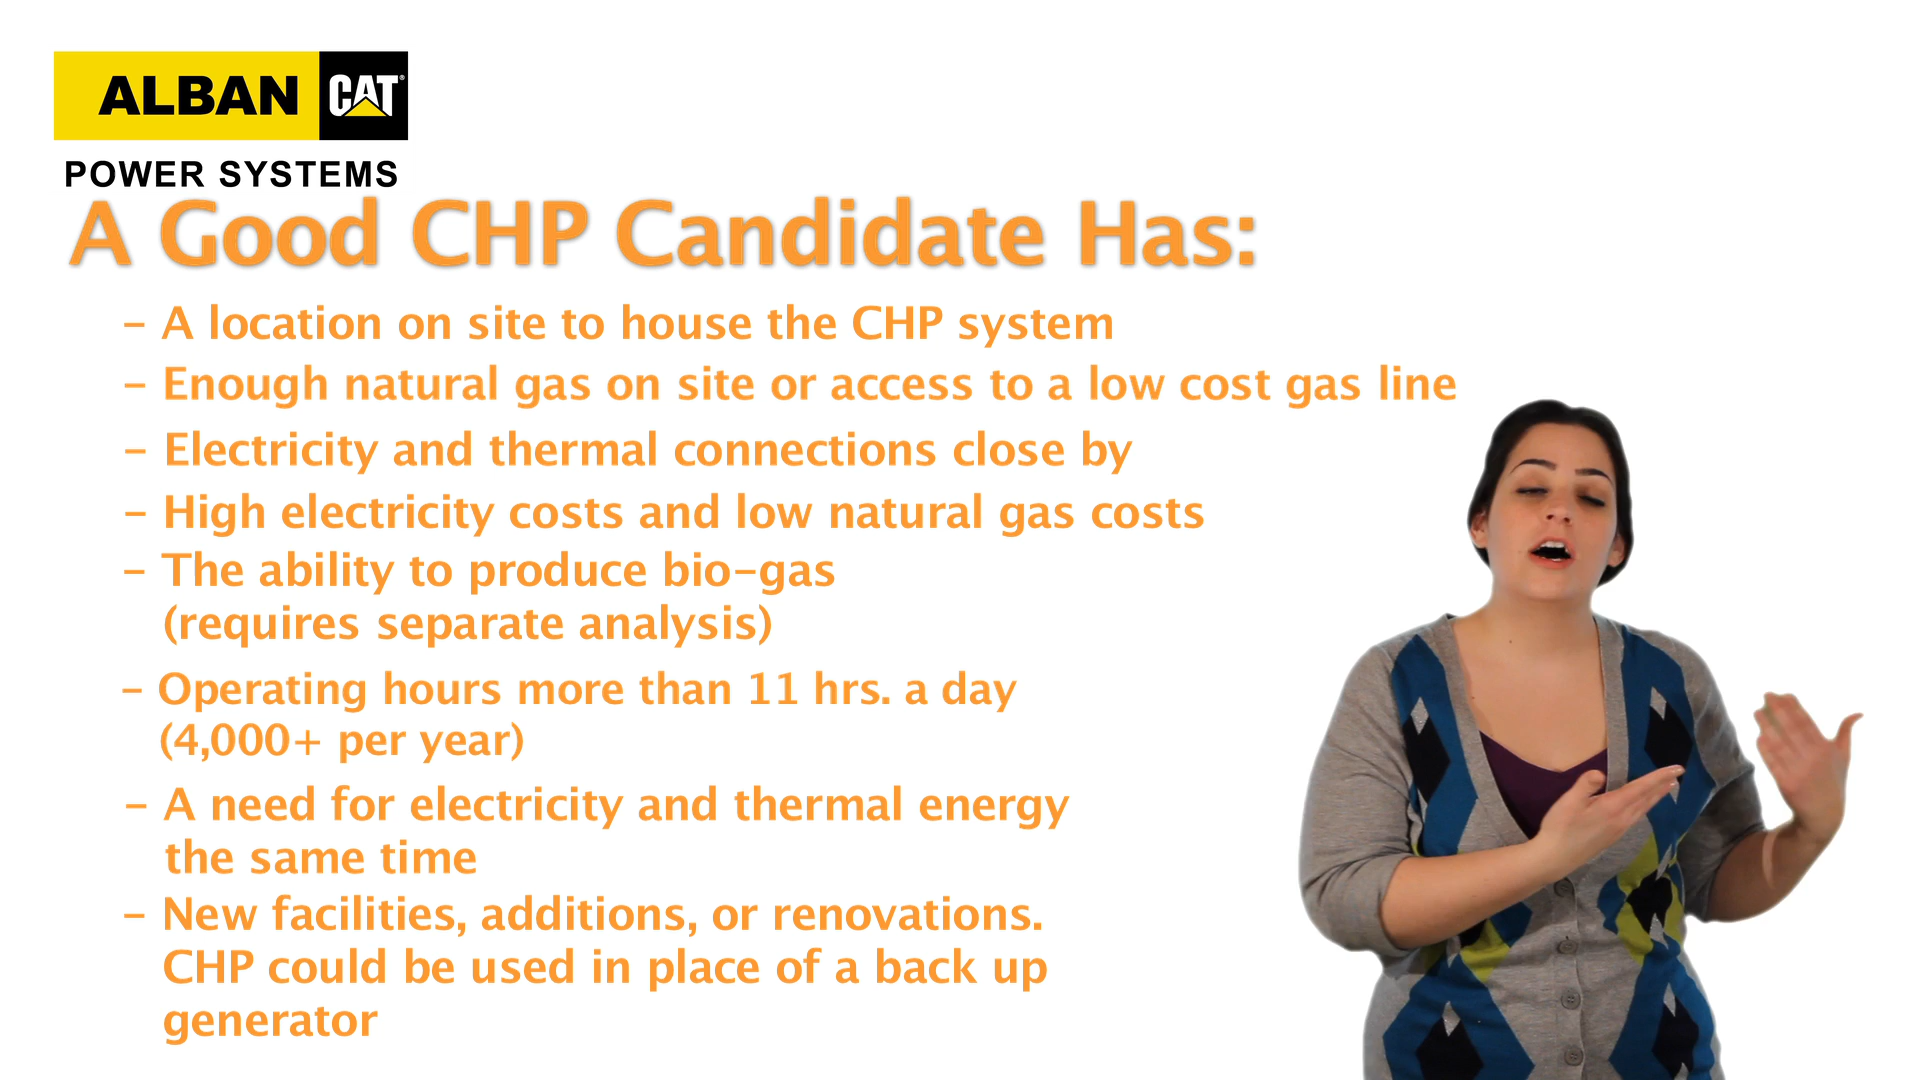 ALBAN CAT®
POWER SYSTEMS
A Good CHP Candidate Has:
- A location on site to house the CHP system
- Enough natural gas on site or access to a low cost gas line
- Electricity and thermal connections close by
- High electricity costs and low natural gas costs
- The ability to produce bio-gas
(requires separate analysis)
- Operating hours more than 11 hrs. a day
(4,000+ per year)
- A need for electricity and thermal energy
the same time
- New facilities, additions, or renovations.
CHP could be used in place of a back up
generator